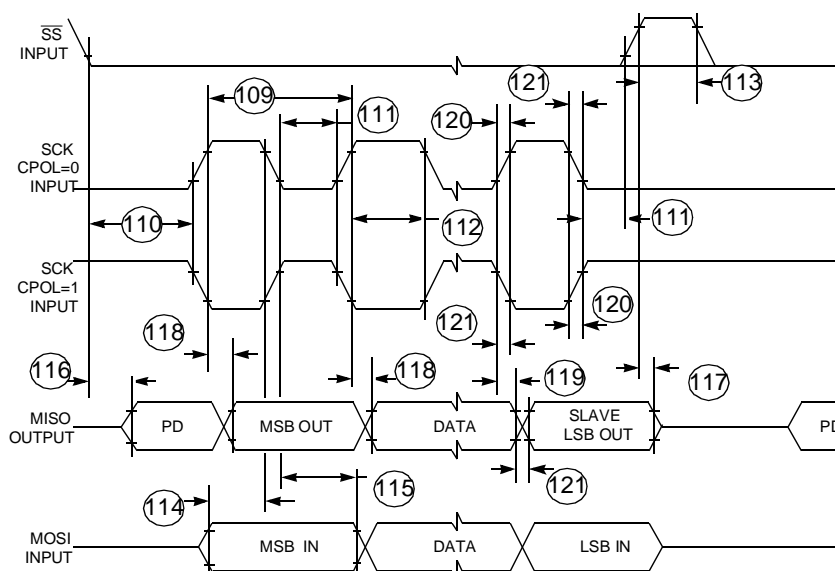 SS
INPUT
113
121
109
111
120
SCK
CPOL=0
INPUT
110
112
111
SCK
CPOL=1
INPUT
121
120
118
116
118
119
117
MISO
OUTPUT
PD
MSB OUT
DATA
SLAVE
LSB OUT
PD
121
115
114
MOSI
INPUT
MSB IN
DATA
LSB IN